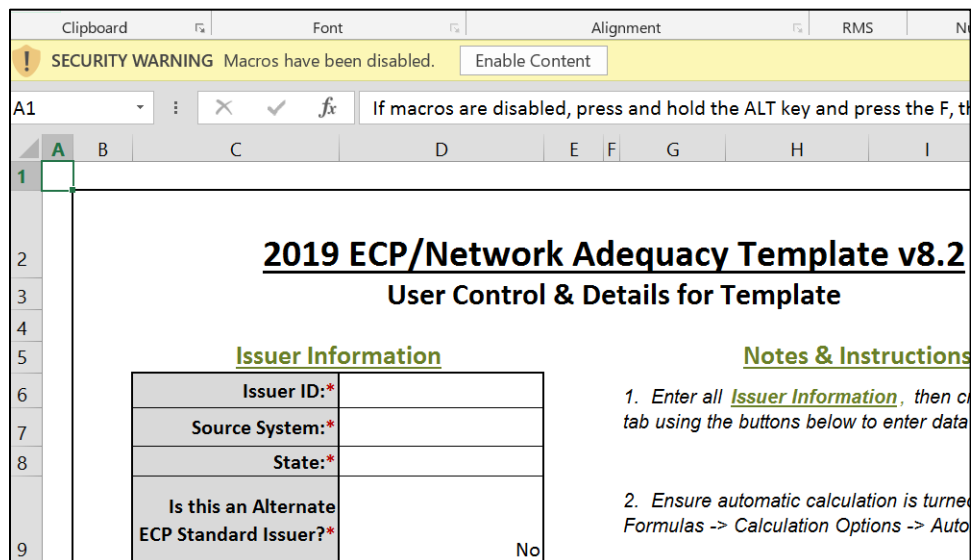 Clipboard Font Alignment RMS
SECURITY WARNING Macros have been disabled. Enable Content
A1 fx If macros are disabled, press and hold the ALT key and press the F,
A B C D E F G H I
1
2 2019 ECP/Network Adequacy Template v8.2
3 User Control & Details for Template
4
5 Issuer Information Notes & Instructions
6 Issuer ID:* 1. Enter all Issuer Information, then
7 Source System:* tab using the buttons below to enter data
8 State:*
Is this an Alternate 2. Ensure automatic calculation is
ECP Standard Issuer?* Formulas -> Calculation Options ->
9 No